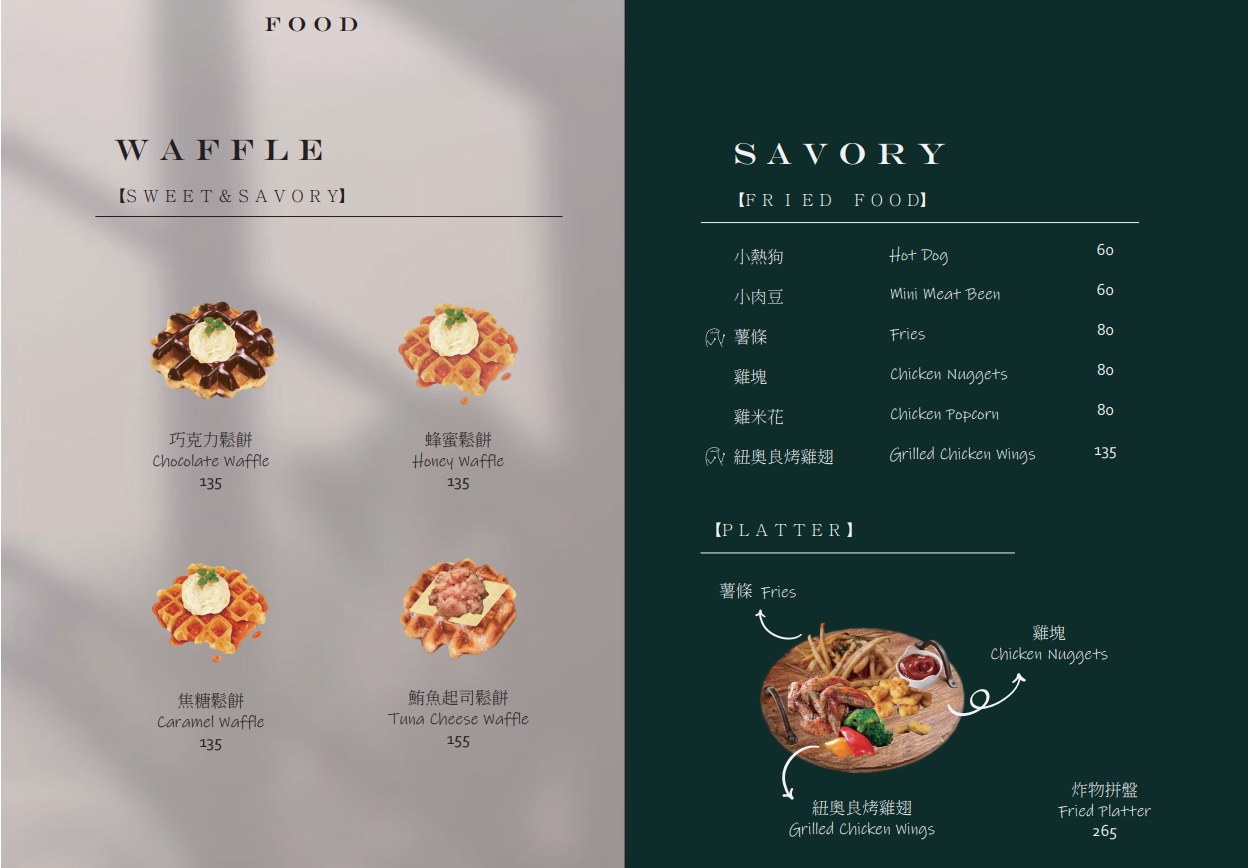 FOOD
WAFFLE
【SWEET&SAVORY】
巧克力鬆餅
Chocolate Waffle
135
蜂蜜鬆餅
Honey Waffle
135
焦糖鬆餅
Caramel Waffle
135
鮪魚起司鬆餅
Tuna Cheese Waffle
155
SAVORY
【FRIED FOOD】
小熱狗 Hot Dog 60
小肉豆 Mini Meat Been 60
薯條 Fries 80
雞塊 Chicken Nuggets 80
雞米花 Chicken Popcorn 80
紐奧良烤雞翅 Grilled Chicken Wings 135
【PLATTER】
薯條 Fries
雞塊
Chicken Nuggets
紐奧良烤雞翅
Grilled Chicken Wings
炸物拼盤
Fried Platter
265